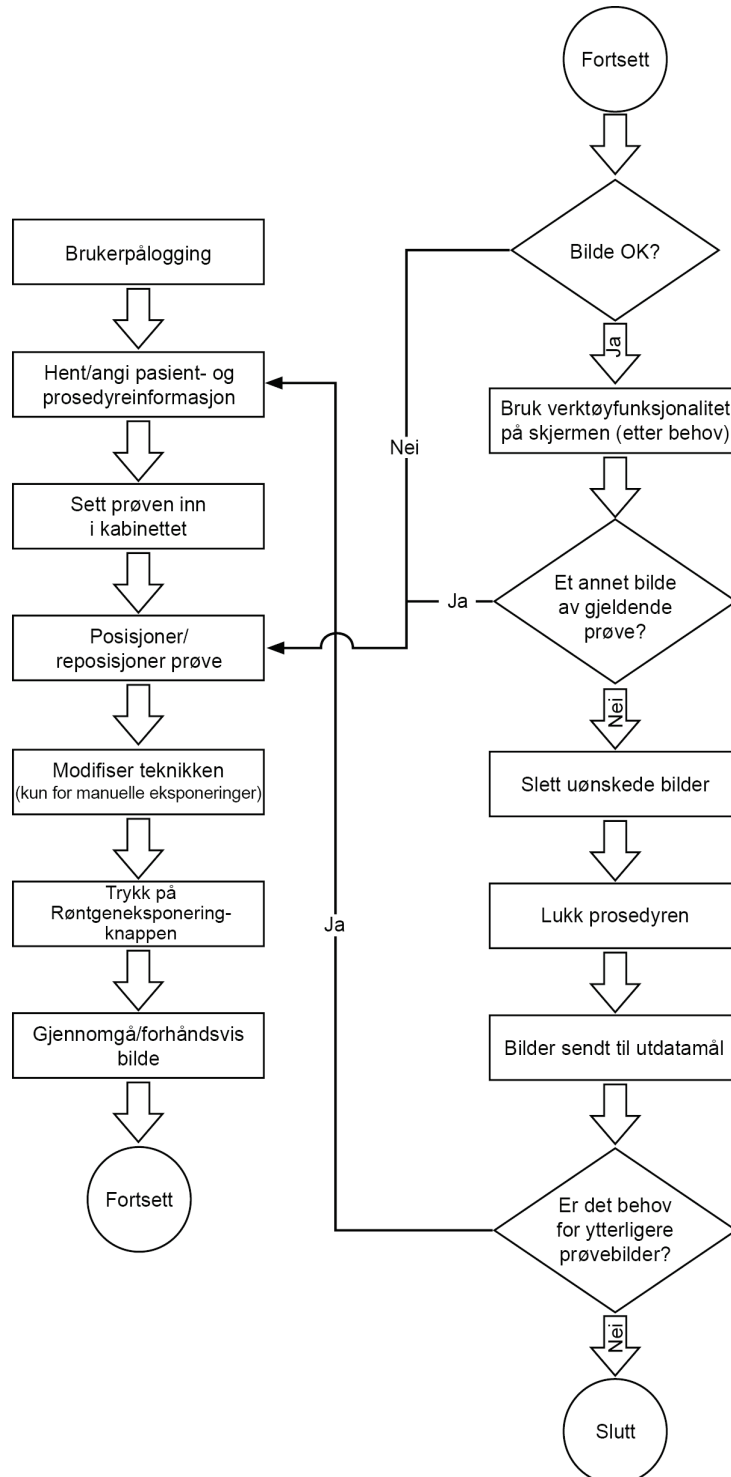 Brukerpålogging
Hent/angi pasient- og
prosedyreinformasjon
Sett prøven inn
i kabinettet
Posisjoner/
reposisjoner prøve
Modifiser teknikken
(kun for manuelle eksponeringer)
Trykk på
Røntgeneksponering-
knappen
Gjennomgå/forhåndsvis
bilde
Fortsett
Fortsett
Bilde OK?
Nei
Ja
Bruk verktøyfunksjonalitet
på skjermen (etter behov)
Et annet bilde
av gjeldende
prøve?
Ja
Nei
Slett uønskede bilder
Lukk prosedyren
Bilder sendt til utdatamål
Er det behov
for ytterligere
prøvebilder?
Ja
Nei
Slutt